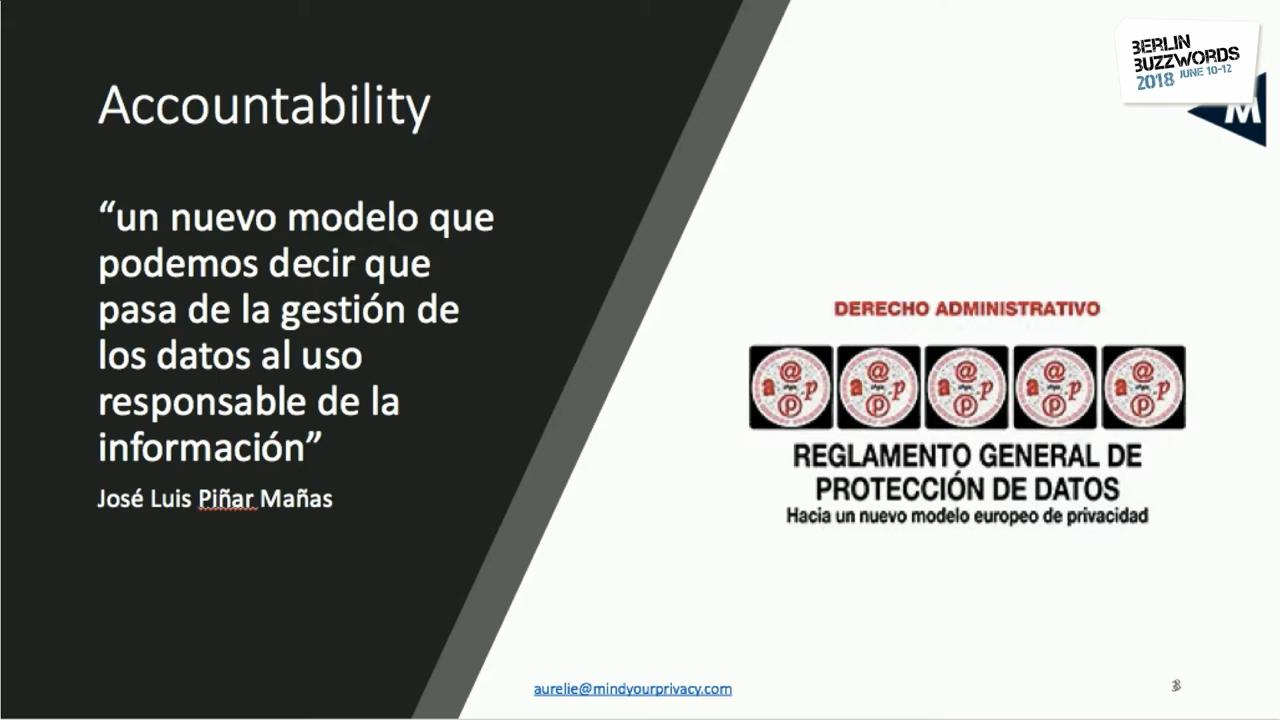 BERLIN
BUZZWORDS
2018 JUNE 10-12
M
Accountability
“un nuevo modelo que
podemos decir que
pasa de la gestión de
los datos al uso
responsable de la
información”
José Luis Piñar Mañas
DERECHO ADMINISTRATIVO
REGLAMENTO GENERAL DE
PROTECCIÓN DE DATOS
Hacia un nuevo modelo europeo de privacidad
aurelie@mindyourprivacy.com
3